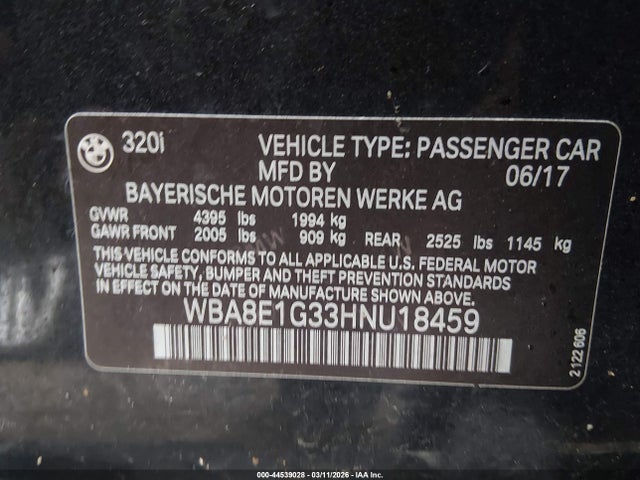 320i VEHICLE TYPE: PASSENGER CAR
MFD BY 06/17
BAYERISCHE MOTOREN WERKE AG
GVWR 4395 lbs 1994 kg
GAWR FRONT 2005 lbs 909 kg REAR 2525 lbs 1145 kg
THIS VEHICLE CONFORMS TO ALL APPLICABLE U.S. FEDERAL MOTOR
VEHICLE SAFETY, BUMPER AND THEFT PREVENTION STANDARDS
IN EFFECT ON THE DATE OF MANUFACTURE SHOWN ABOVE.
WBA8E1G33HNU18459
2122 606
000-44539028 - 03/11/2026 - IAA Inc.